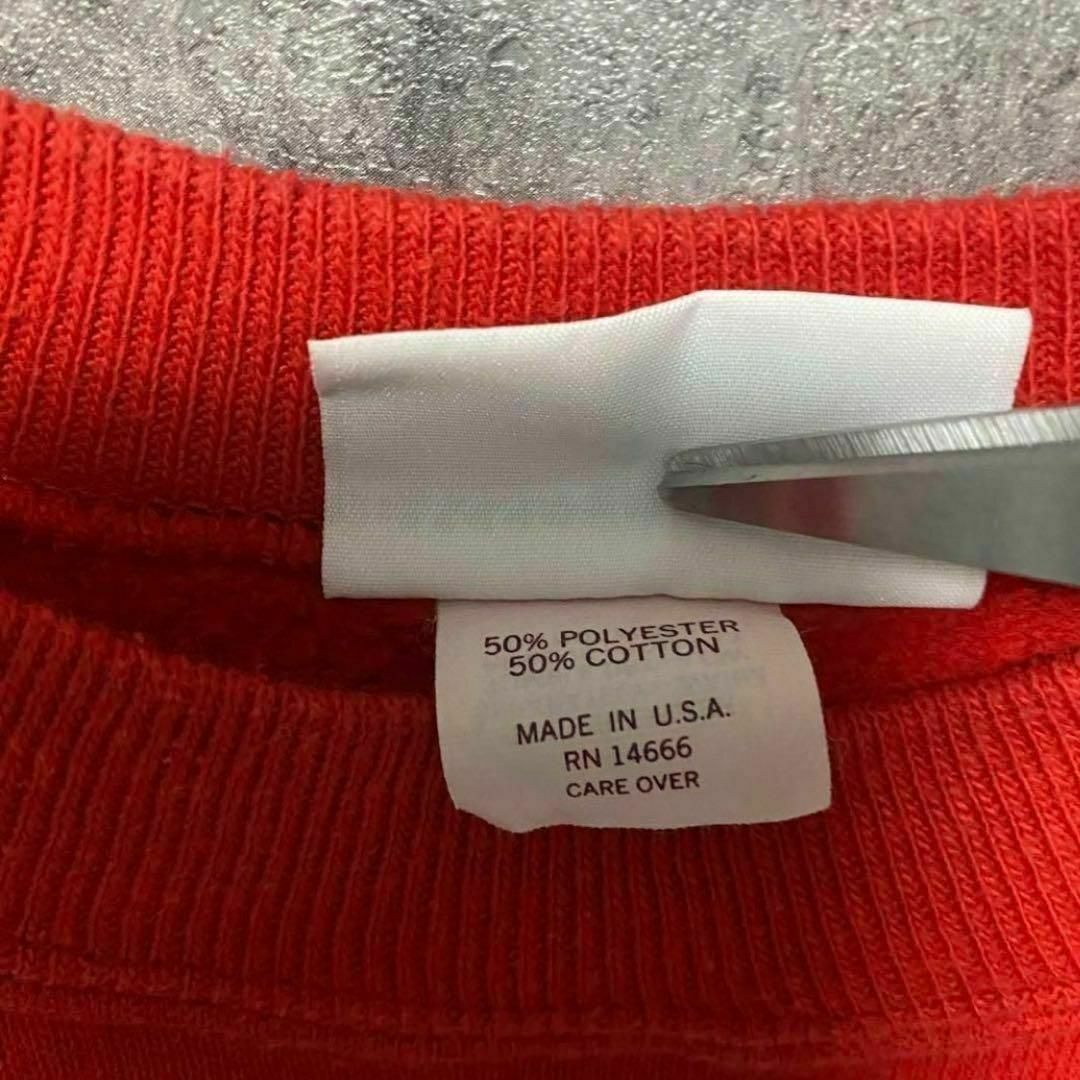 50% POLYESTER
50% COTTON
MADE IN U.S.A.
RN 14666
CARE OVER